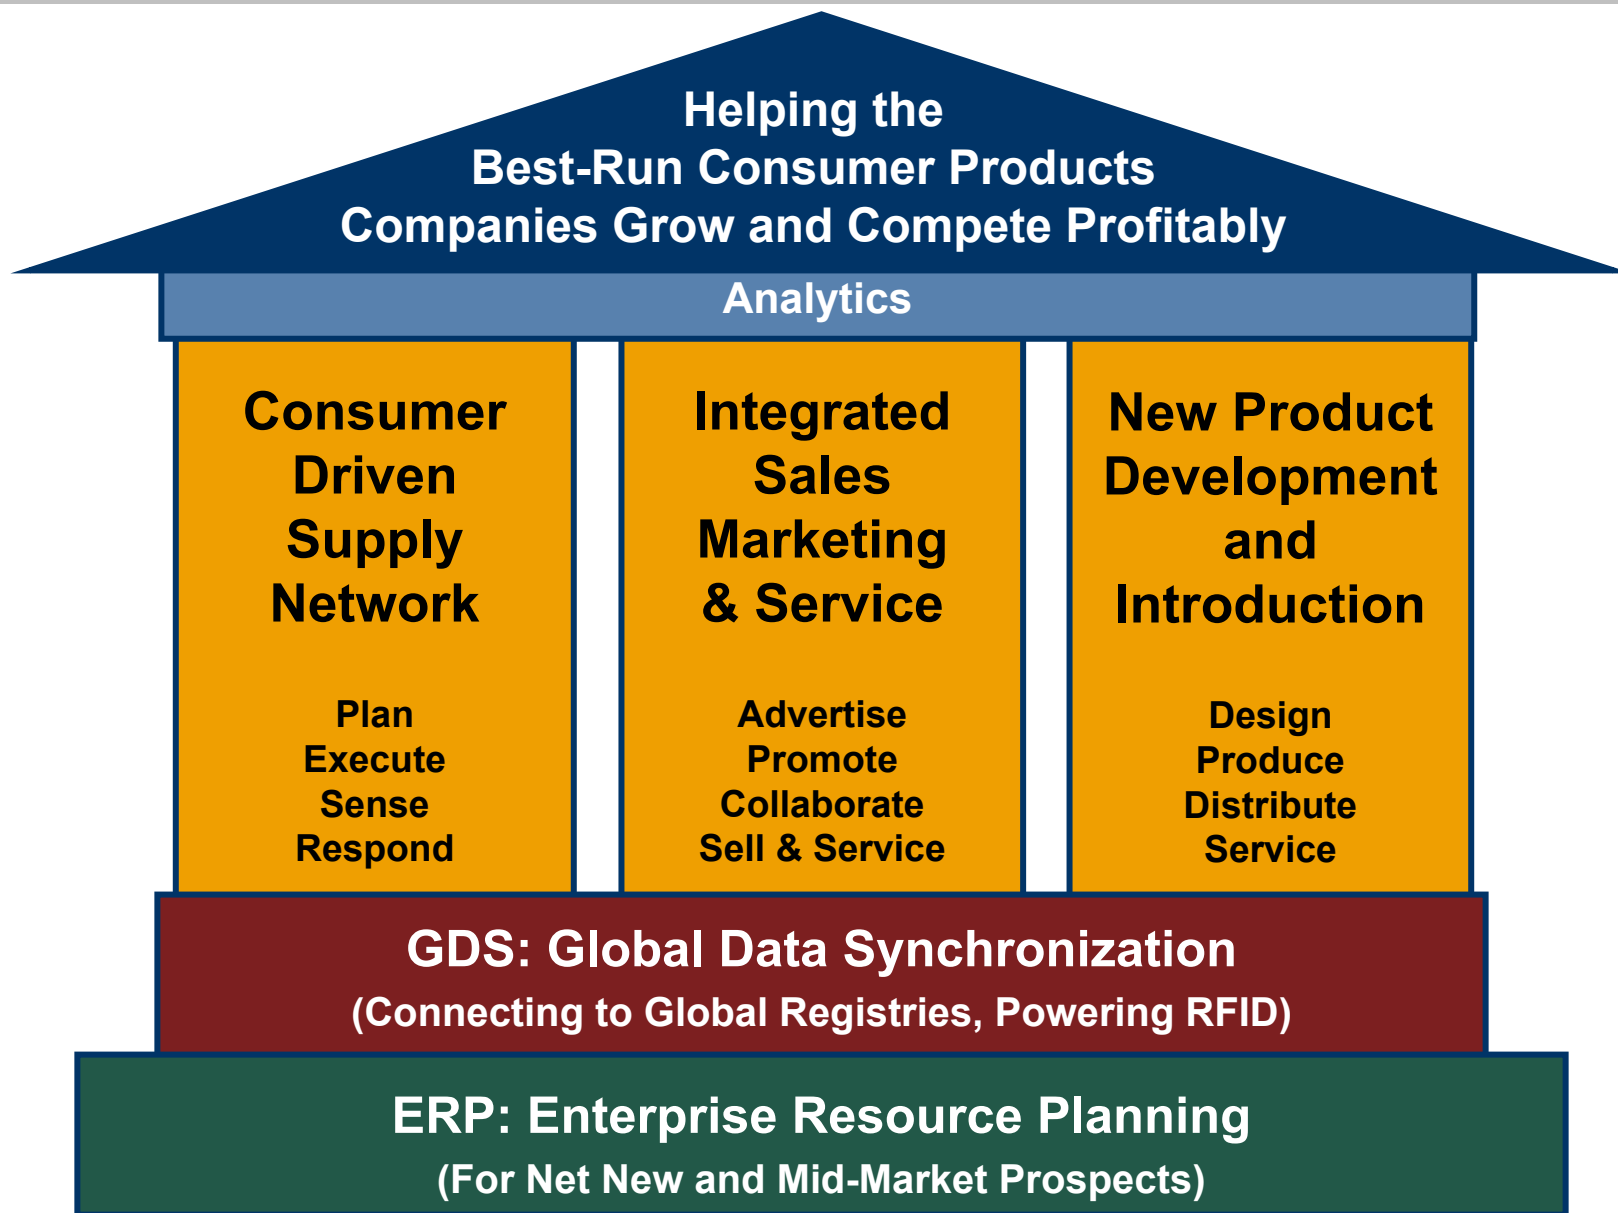 Helping the
Best-Run Consumer Products
Companies Grow and Compete Profitably
Analytics
Consumer
Driven
Supply
Network
Plan
Execute
Sense
Respond
Integrated
Sales
Marketing
& Service
Advertise
Promote
Collaborate
Sell & Service
New Product
Development
and
Introduction
Design
Produce
Distribute
Service
GDS: Global Data Synchronization
(Connecting to Global Registries, Powering RFID)
ERP: Enterprise Resource Planning
(For Net New and Mid-Market Prospects)